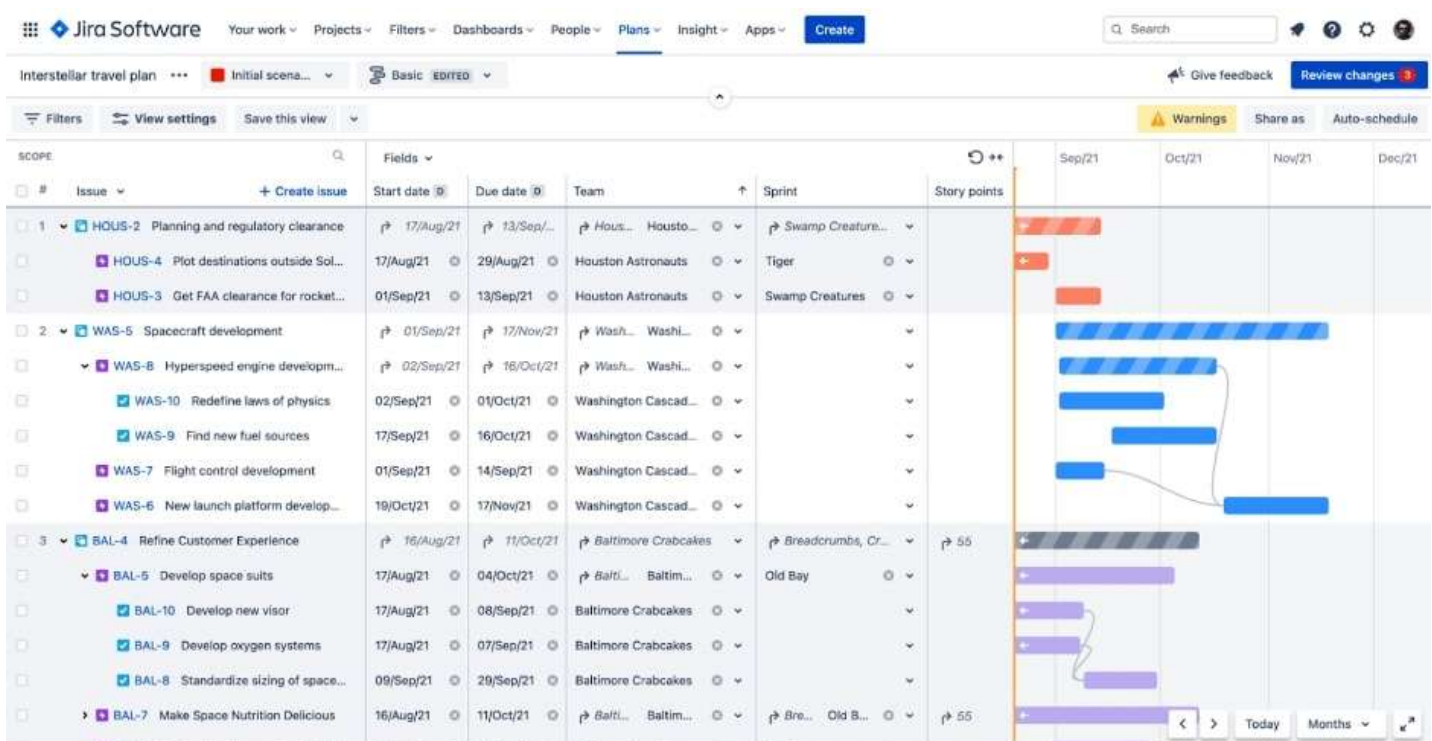 Jira Software Your work Projects Filters Dashboards People Plans Insight Apps Create Search
Interstellar travel plan ••• Initial scena... Basic EDITED Give feedback Review changes 3
Filters View settings Save this view Warnings Share as Auto-schedule
SCOPE Fields Sep/21 Oct/21 Nov/21 Dec/21
# Issue + Create issue Start date D Due date D Team Sprint Story points
1 HOUS-2 Planning and regulatory clearance 17/Aug/21 13/Sep/... Hous... Housto... Swamp Creature...
HOUS-4 Plot destinations outside Sol... 17/Aug/21 29/Aug/21 Houston Astronauts Tiger
HOUS-3 Get FAA clearance for rocket... 01/Sep/21 13/Sep/21 Houston Astronauts Swamp Creatures
2 WAS-5 Spacecraft development 01/Sep/21 17/Nov/21 Wash... Washi...
WAS-8 Hyperspeed engine developm... 02/Sep/21 16/Oct/21 Wash... Washi...
WAS-10 Redefine laws of physics 02/Sep/21 01/Oct/21 Washington Cascad...
WAS-9 Find new fuel sources 17/Sep/21 16/Oct/21 Washington Cascad...
WAS-7 Flight control development 01/Sep/21 14/Sep/21 Washington Cascad...
WAS-6 New launch platform develop... 19/Oct/21 17/Nov/21 Washington Cascad...
3 BAL-4 Refine Customer Experience 16/Aug/21 11/Oct/21 Baltimore Crabcakes Breadcrumbs, Cr... 55
BAL-5 Develop space suits 17/Aug/21 04/Oct/21 Balti... Baltim... Old Bay
BAL-10 Develop new visor 17/Aug/21 08/Sep/21 Baltimore Crabcakes
BAL-9 Develop oxygen systems 17/Aug/21 07/Sep/21 Baltimore Crabcakes
BAL-8 Standardize sizing of space... 09/Sep/21 29/Sep/21 Baltimore Crabcakes
BAL-7 Make Space Nutrition Delicious 16/Aug/21 11/Oct/21 Balti... Baltim... Bre... Old B... 55
Today Months